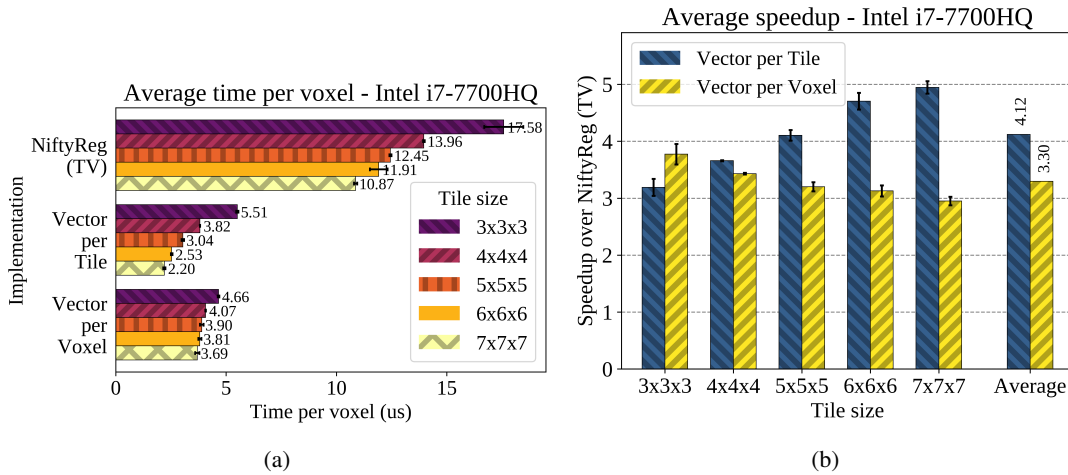 Average time per voxel - Intel i7-7700HQ
Implementation
NiftyReg
(TV)
17.58
13.96
12.45
11.91
10.87
Vector
per
Tile
5.51
3.82
3.04
2.53
2.20
Vector
per
Voxel
4.66
4.07
3.90
3.81
3.69
Tile size
3x3x3
4x4x4
5x5x5
6x6x6
7x7x7
0 5 10 15
Time per voxel (us)
(a)
Average speedup - Intel i7-7700HQ
Vector per Tile
Vector per Voxel
Speedup over NiftyReg (TV)
5
4
3
2
1
0
4.12
3.30
3x3x3 4x4x4 5x5x5 6x6x6 7x7x7 Average
Tile size
(b)